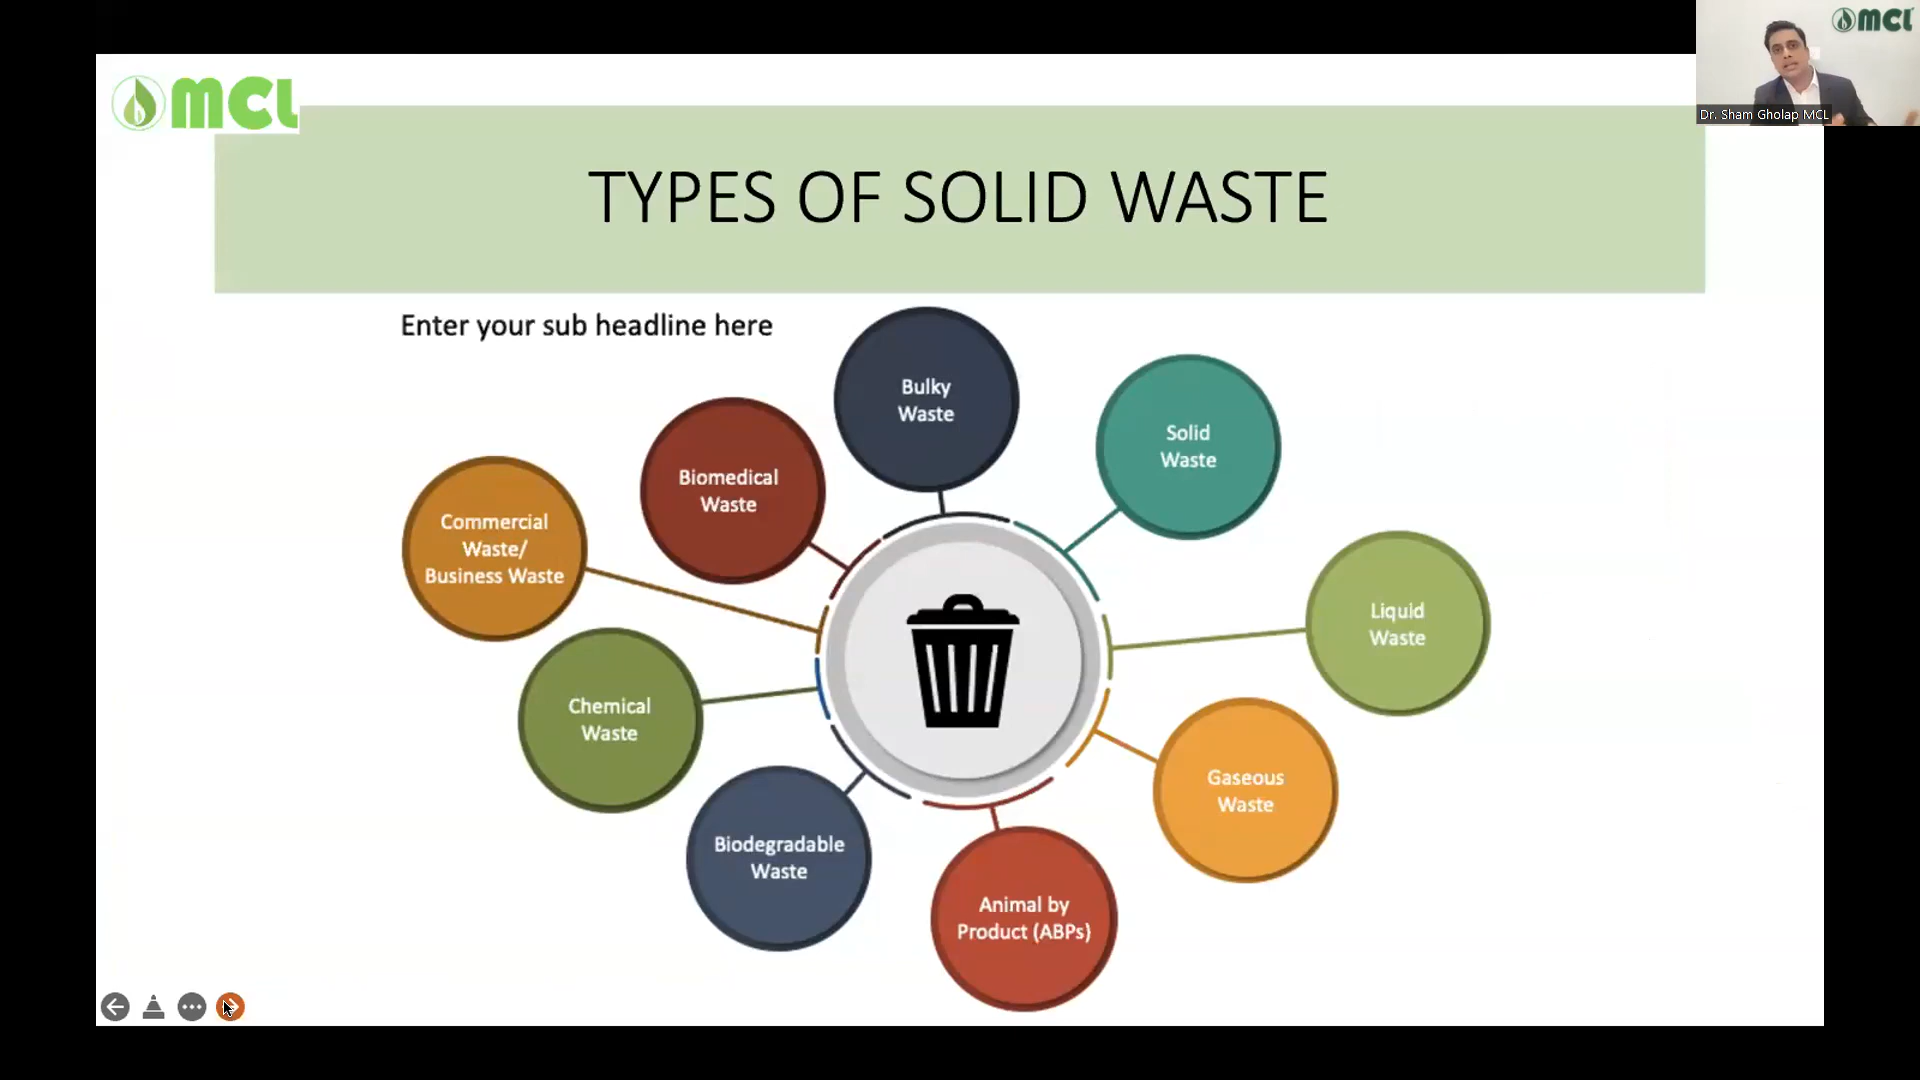 MCL
Dr. Sham Gholap MCL
MCL
TYPES OF SOLID WASTE
Enter your sub headline here
Bulky
Waste
Solid
Waste
Biomedical
Waste
Commercial
Waste/
Business Waste
Liquid
Waste
Chemical
Waste
Gaseous
Waste
Biodegradable
Waste
Animal by
Product (ABPs)